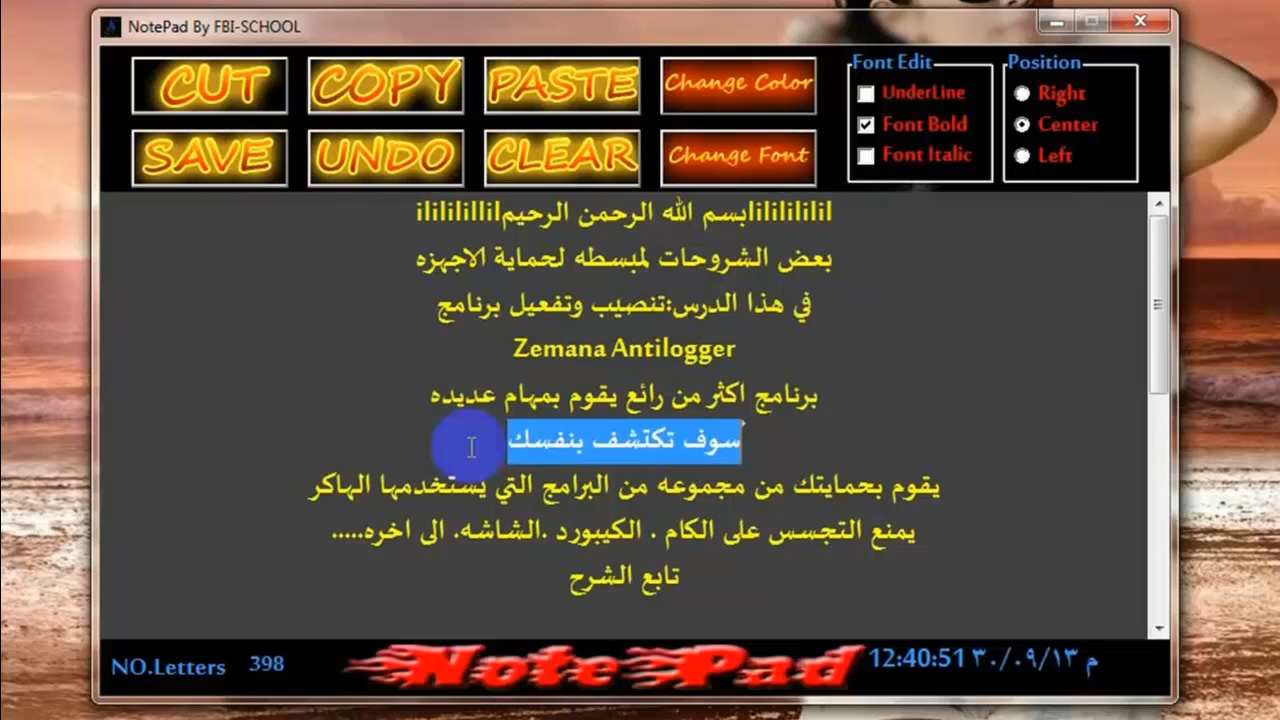 NotePad By FBI-SCHOOL
CUT
COPY
PASTE
Change Color
SAVE
UNDO
CLEAR
Change Font
Font Edit
UnderLine
Font Bold
Font Italic
Position
Right
Center
Left
ililililililبسم الله الرحمن الرحيمilililillil
بعض الشروحات لمبسطه لحماية الاجهزه
في هذا الدرس:تنصيب وتفعيل برنامج
Zemana Antilogger
برنامج اكثر من رائع يقوم بمهام عديده
سوف تكتشف بنفسك
يقوم بحمايتك من مجموعه من البرامج التي يستخدمها الهاكر
يمنع التجسس على الكام . الكيبورد .الشاشه. الى اخره.....
تابع الشرح
NO.Letters 398
NotePad
12:40:51 م ٣٠/٠٩/١٣